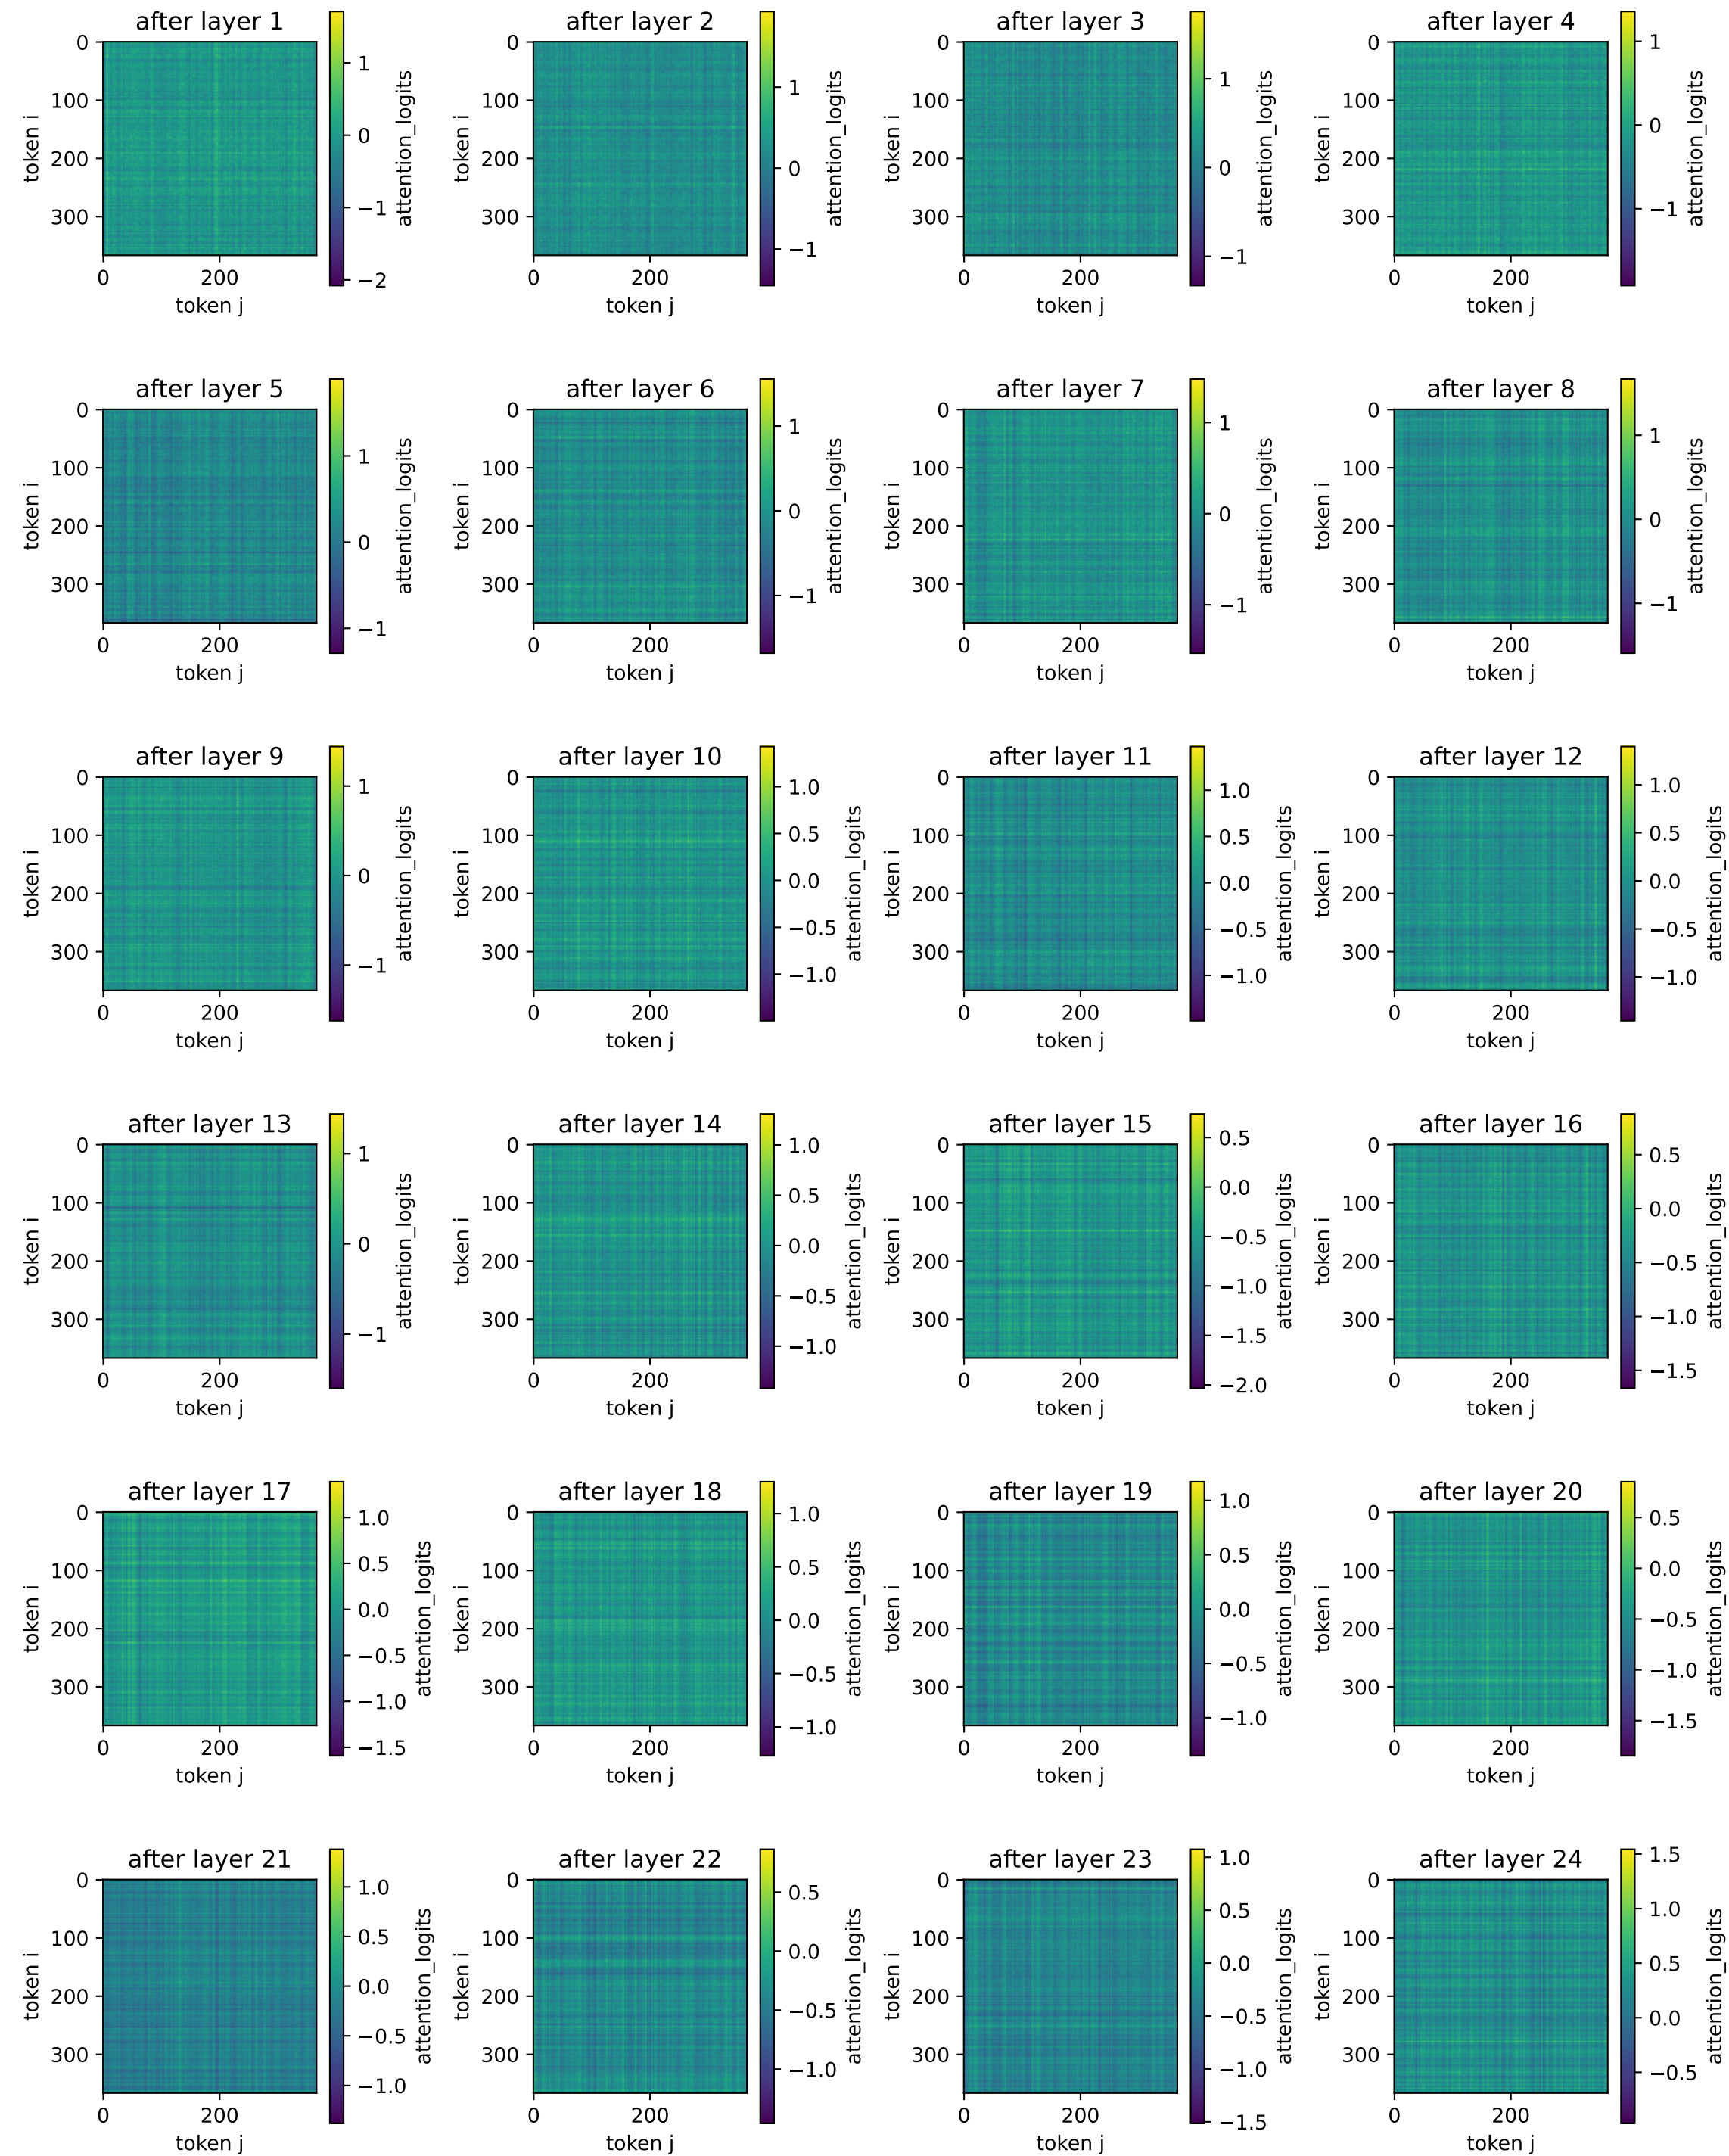 after layer 1
0
100
200
300
token i
0
200
token j
1
0
−1
−2
attention_logits
after layer 2
0
100
200
300
token i
0
200
token j
1
0
−1
attention_logits
after layer 3
0
100
200
300
token i
0
200
token j
1
0
−1
attention_logits
after layer 4
0
100
200
300
token i
0
200
token j
1
0
−1
attention_logits
after layer 5
0
100
200
300
token i
0
200
token j
1
0
−1
attention_logits
after layer 6
0
100
200
300
token i
0
200
token j
1
0
−1
attention_logits
after layer 7
0
100
200
300
token i
0
200
token j
1
0
−1
attention_logits
after layer 8
0
100
200
300
token i
0
200
token j
1
0
−1
attention_logits
after layer 9
0
100
200
300
token i
0
200
token j
1
0
−1
attention_logits
after layer 10
0
100
200
300
token i
0
200
token j
1.0
0.5
0.0
−0.5
−1.0
attention_logits
after layer 11
0
100
200
300
token i
0
200
token j
1.0
0.5
0.0
−0.5
−1.0
attention_logits
after layer 12
0
100
200
300
token i
0
200
token j
1.0
0.5
0.0
−0.5
−1.0
attention_logits
after layer 13
0
100
200
300
token i
0
200
token j
1
0
−1
attention_logits
after layer 14
0
100
200
300
token i
0
200
token j
1.0
0.5
0.0
−0.5
−1.0
attention_logits
after layer 15
0
100
200
300
token i
0
200
token j
0.5
0.0
−0.5
−1.0
−1.5
−2.0
attention_logits
after layer 16
0
100
200
300
token i
0
200
token j
0.5
0.0
−0.5
−1.0
−1.5
attention_logits
after layer 17
0
100
200
300
token i
0
200
token j
1.0
0.5
0.0
−0.5
−1.0
−1.5
attention_logits
after layer 18
0
100
200
300
token i
0
200
token j
1.0
0.5
0.0
−0.5
−1.0
attention_logits
after layer 19
0
100
200
300
token i
0
200
token j
1.0
0.5
0.0
−0.5
−1.0
attention_logits
after layer 20
0
100
200
300
token i
0
200
token j
0.5
0.0
−0.5
−1.0
−1.5
attention_logits
after layer 21
0
100
200
300
token i
0
200
token j
1.0
0.5
0.0
−0.5
−1.0
attention_logits
after layer 22
0
100
200
300
token i
0
200
token j
0.5
0.0
−0.5
−1.0
attention_logits
after layer 23
0
100
200
300
token i
0
200
token j
1.0
0.5
0.0
−0.5
−1.0
−1.5
attention_logits
after layer 24
0
100
200
300
token i
0
200
token j
1.5
1.0
0.5
0.0
−0.5
attention_logits